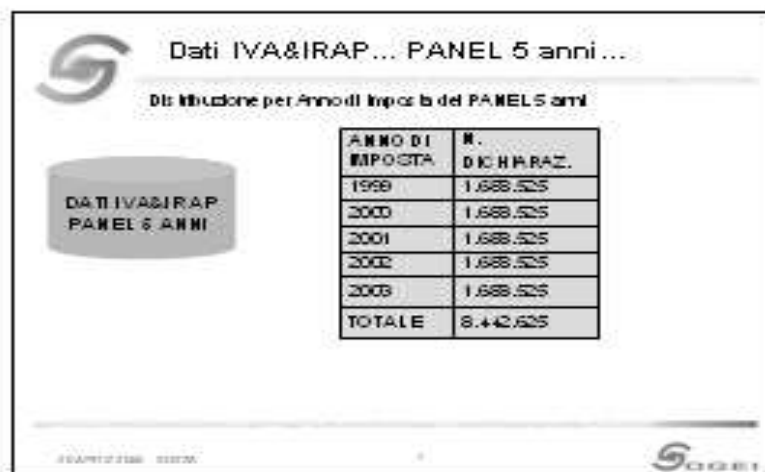 Dati IVA&IRAP... PANEL 5 anni...
Distribuzione per Anno di Imposta del PANEL 5 anni
DATI IVA&IRAP
PANEL 5 ANNI
ANNO DI IMPOSTA N. DICHIARAZ.
1999 1.688.525
2000 1.688.525
2001 1.688.525
2002 1.688.525
2003 1.688.525
TOTALE 8.442.625
SOGEI